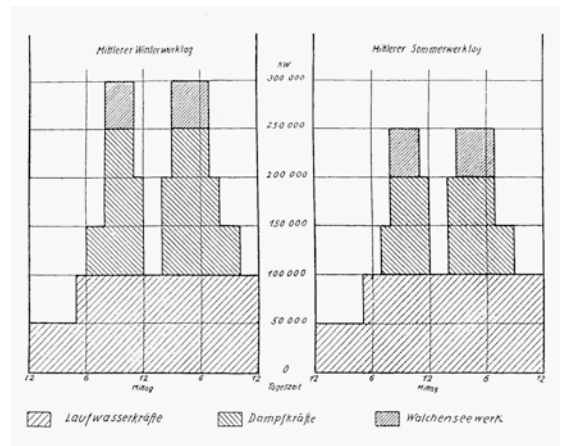 Mittlerer Winterwerktag
Mittlerer Sommerwerktag
KW
300 000
250 000
200 000
150 000
100 000
50 000
0
12 6 12 6 12
Mittag
Tageszeit
12 6 12 6 12
Mittag
Laufwasserkräfte
Dampfkräfte
Walchenseewerk